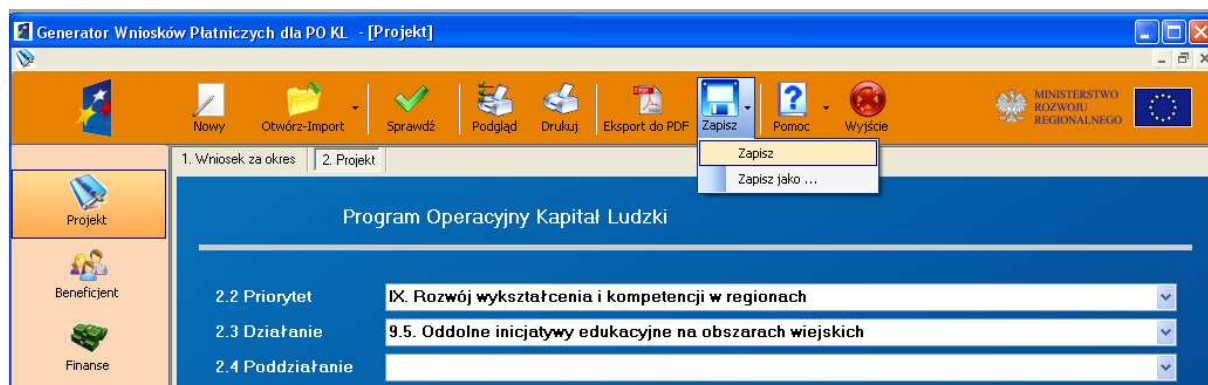 Generator Wniosków Płatniczych dla PO KL - [Projekt]
Nowy Otwórz-Import Sprawdź Podgląd Drukuj Eksport do PDF Zapisz Pomoc Wyjście
MINISTERSTWO
ROZWOJU
REGIONALNEGO
1. Wniosek za okres 2. Projekt
Zapisz
Zapisz jako ...
Projekt
Program Operacyjny Kapitał Ludzki
Beneficjent
2.2 Priorytet IX. Rozwój wykształcenia i kompetencji w regionach
2.3 Działanie 9.5. Oddolne inicjatywy edukacyjne na obszarach wiejskich
Finanse
2.4 Poddziałanie